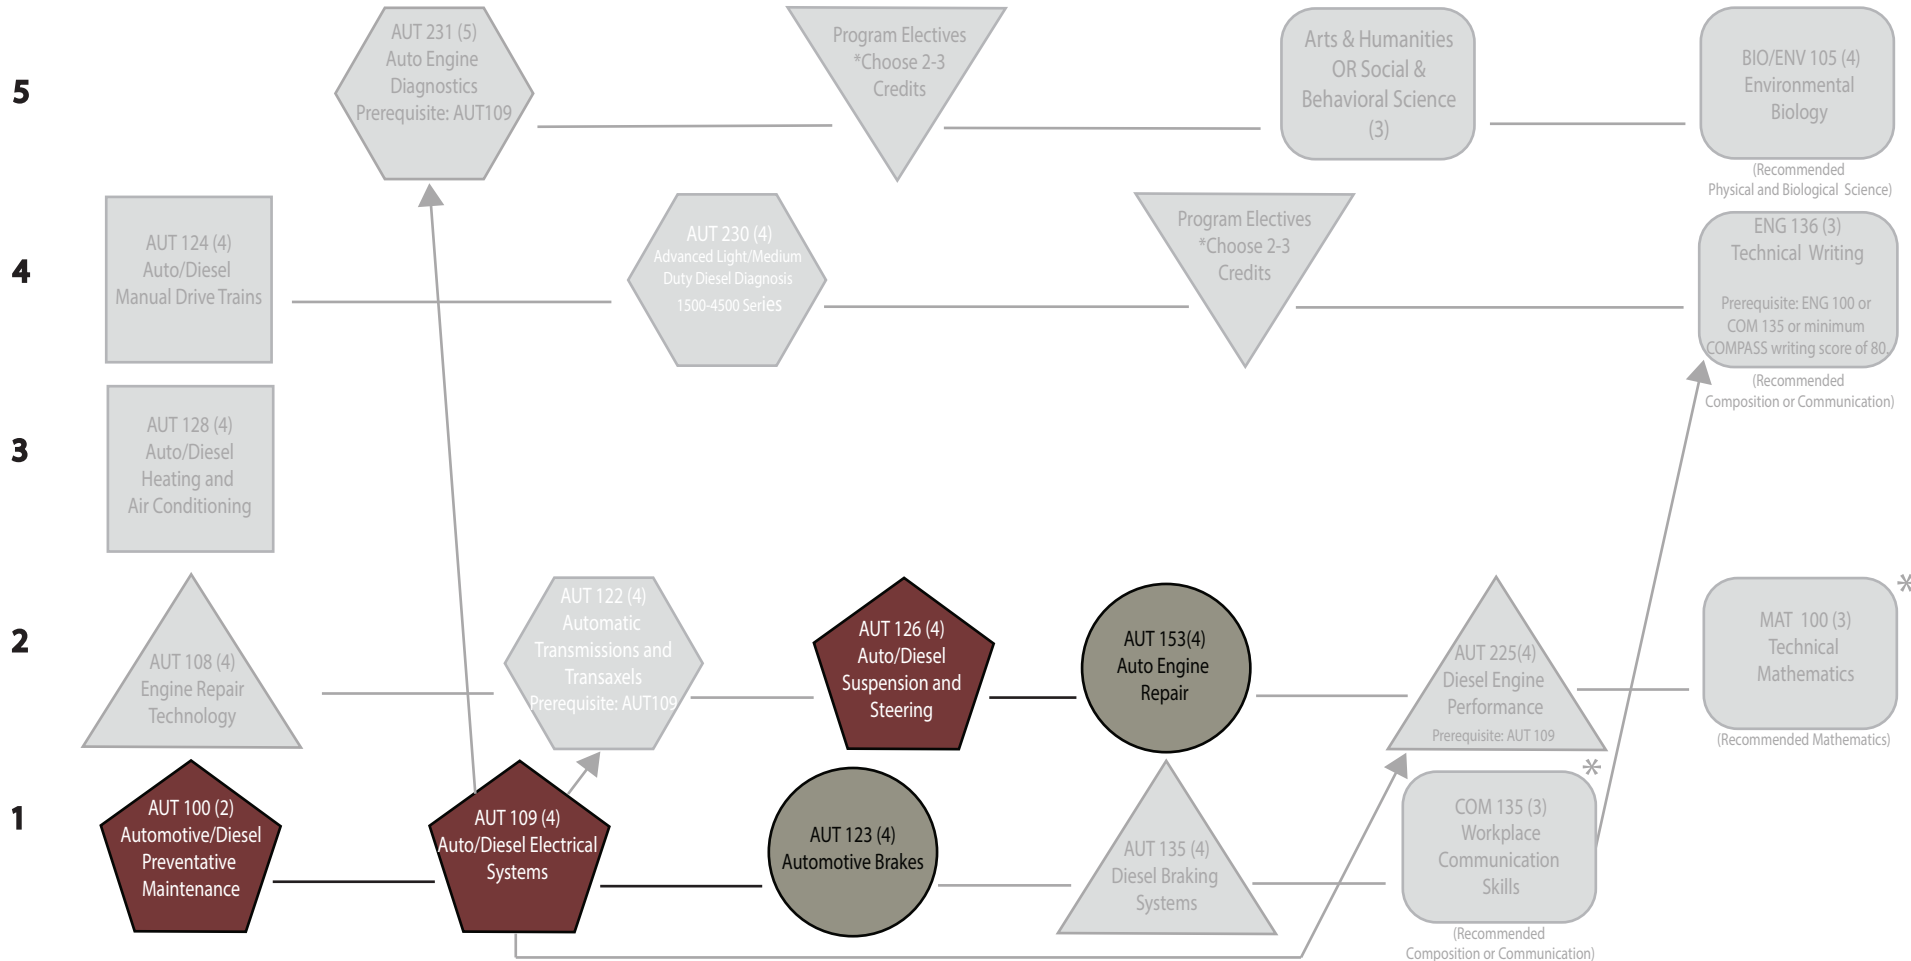 5
AUT 231 (5)
Auto Engine
Diagnostics
Prerequisite: AUT109
Program Electives
*Choose 2-3
Credits
Arts & Humanities
OR Social &
Behavioral Science
(3)
BIO/ENV 105 (4)
Environmental
Biology
(Recommended
Physical and Biological Science)
4
AUT 124 (4)
Auto/Diesel
Manual Drive Trains
AUT 230 (4)
Advanced Light/Medium
Duty Diesel Diagnosis
1500-4500 Series
Program Electives
*Choose 2-3
Credits
ENG 136 (3)
Technical Writing
Prerequisite: ENG 100 or
COM 135 or minimum
COMPASS writing score of 80.
(Recommended
Composition or Communication)
3
AUT 128 (4)
Auto/Diesel
Heating and
Air Conditioning
2
AUT 108 (4)
Engine Repair
Technology
AUT 122 (4)
Automatic
Transmissions and
Transaxels
Prerequisite: AUT109
AUT 126 (4)
Auto/Diesel
Suspension and
Steering
AUT 153(4)
Auto Engine
Repair
AUT 225(4)
Diesel Engine
Performance
Prerequisite: AUT 109
*
MAT 100 (3)
Technical
Mathematics
(Recommended Mathematics)
1
AUT 100 (2)
Automotive/Diesel
Preventative
Maintenance
AUT 109 (4)
Auto/Diesel Electrical
Systems
AUT 123 (4)
Automotive Brakes
AUT 135 (4)
Diesel Braking
Systems
*
COM 135 (3)
Workplace
Communication
Skills
(Recommended
Composition or Communication)